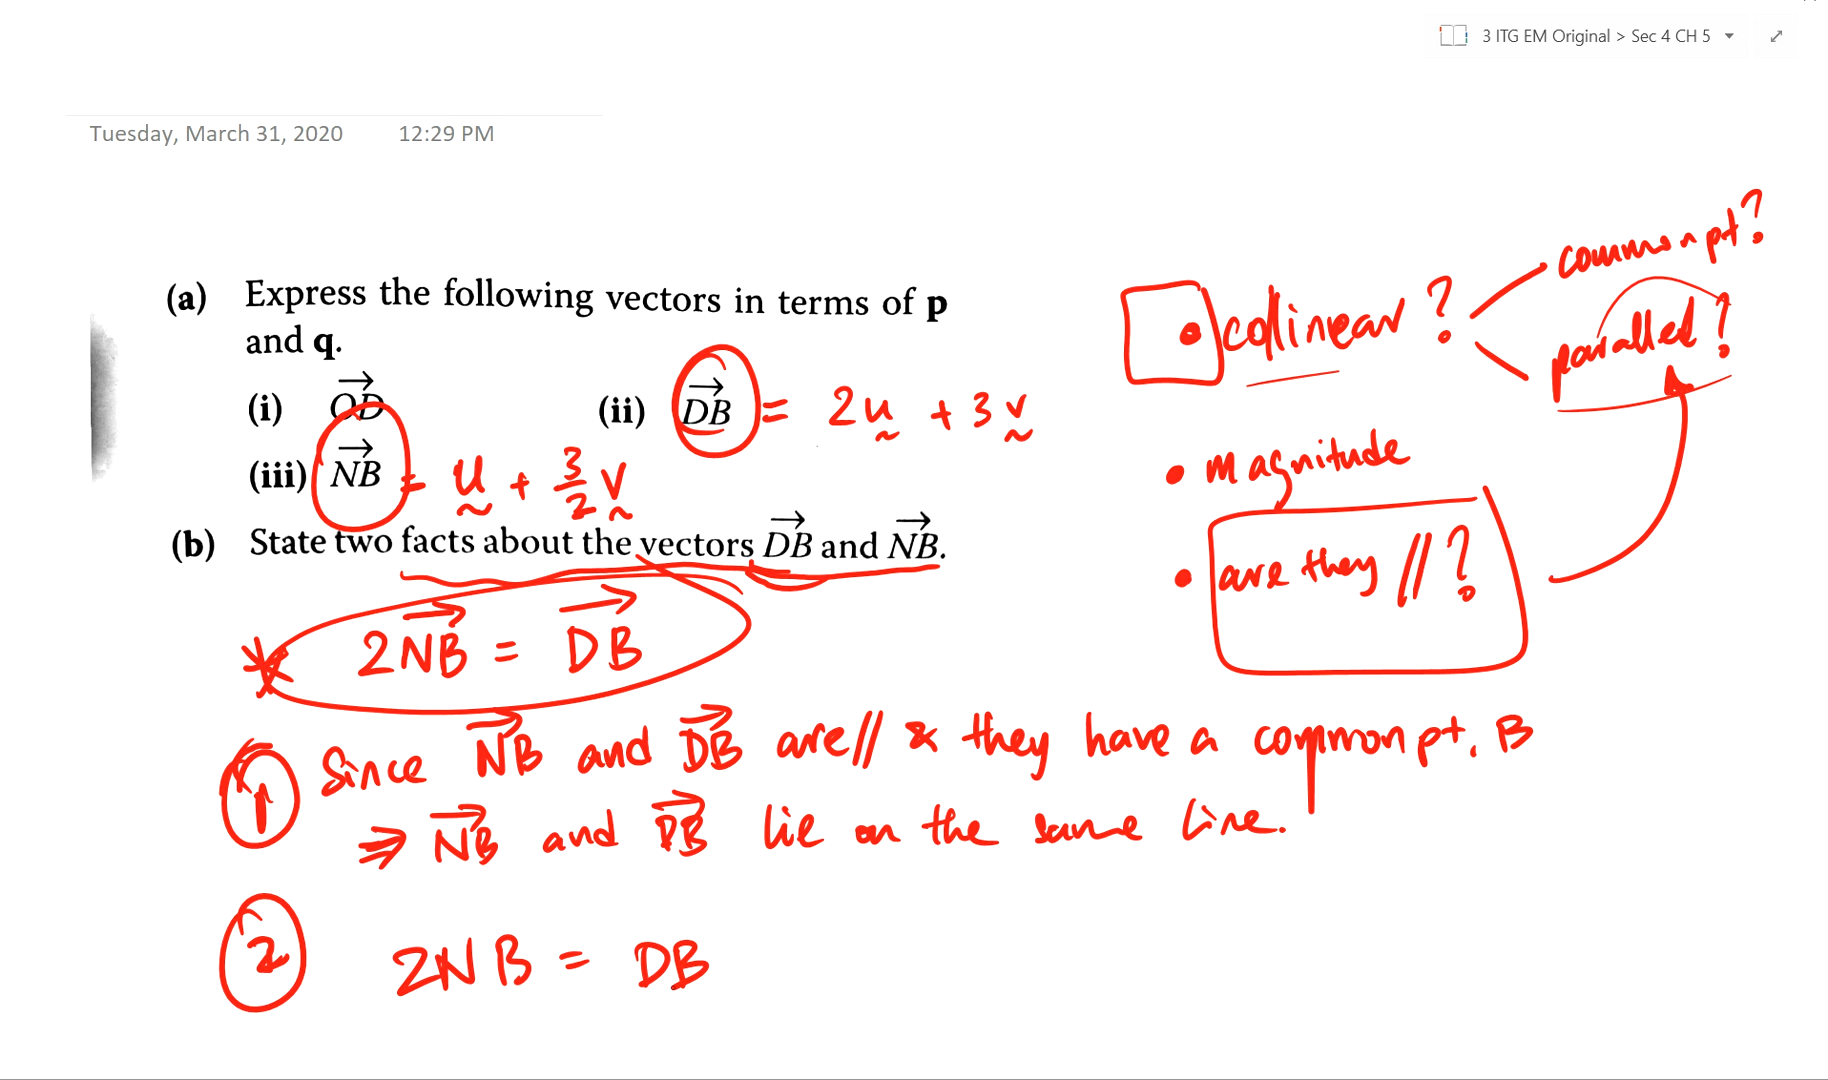 3 ITG EM Original > Sec 4 CH 5
Tuesday, March 31, 2020 12:29 PM
(a) Express the following vectors in terms of p
and q.
(i) OD (ii) DB = 2u + 3v
(iii) NB = u + 3/2 v
(b) State two facts about the vectors DB and NB.
2NB = DB
1 Since NB and DB are // & they have a common pt. B
⇒ NB and DB lie on the same line.
2 2NB = DB
• collinear?
common pt?
parallel?
• magnitude
• are they // ?